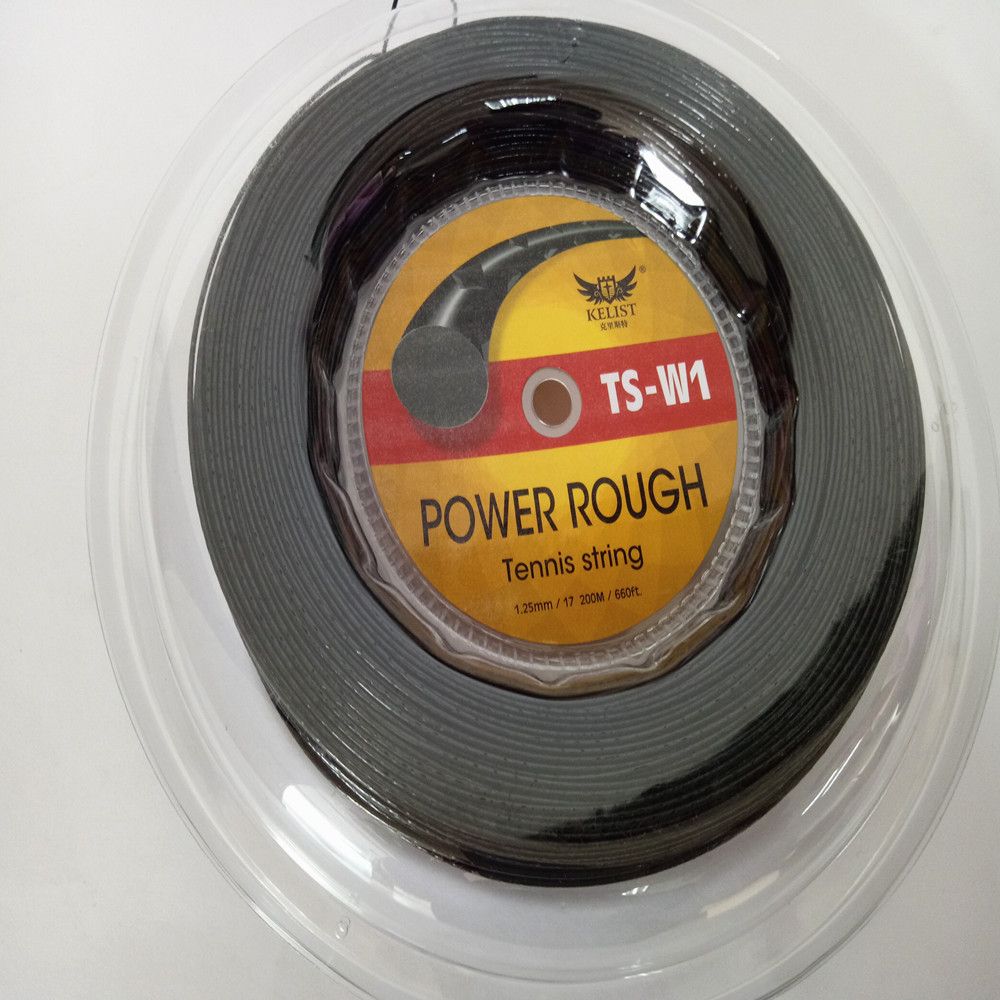 ®
KELIST
克里斯特
TS-W1
POWER ROUGH
Tennis string
1.25mm / 17 200M / 660ft.